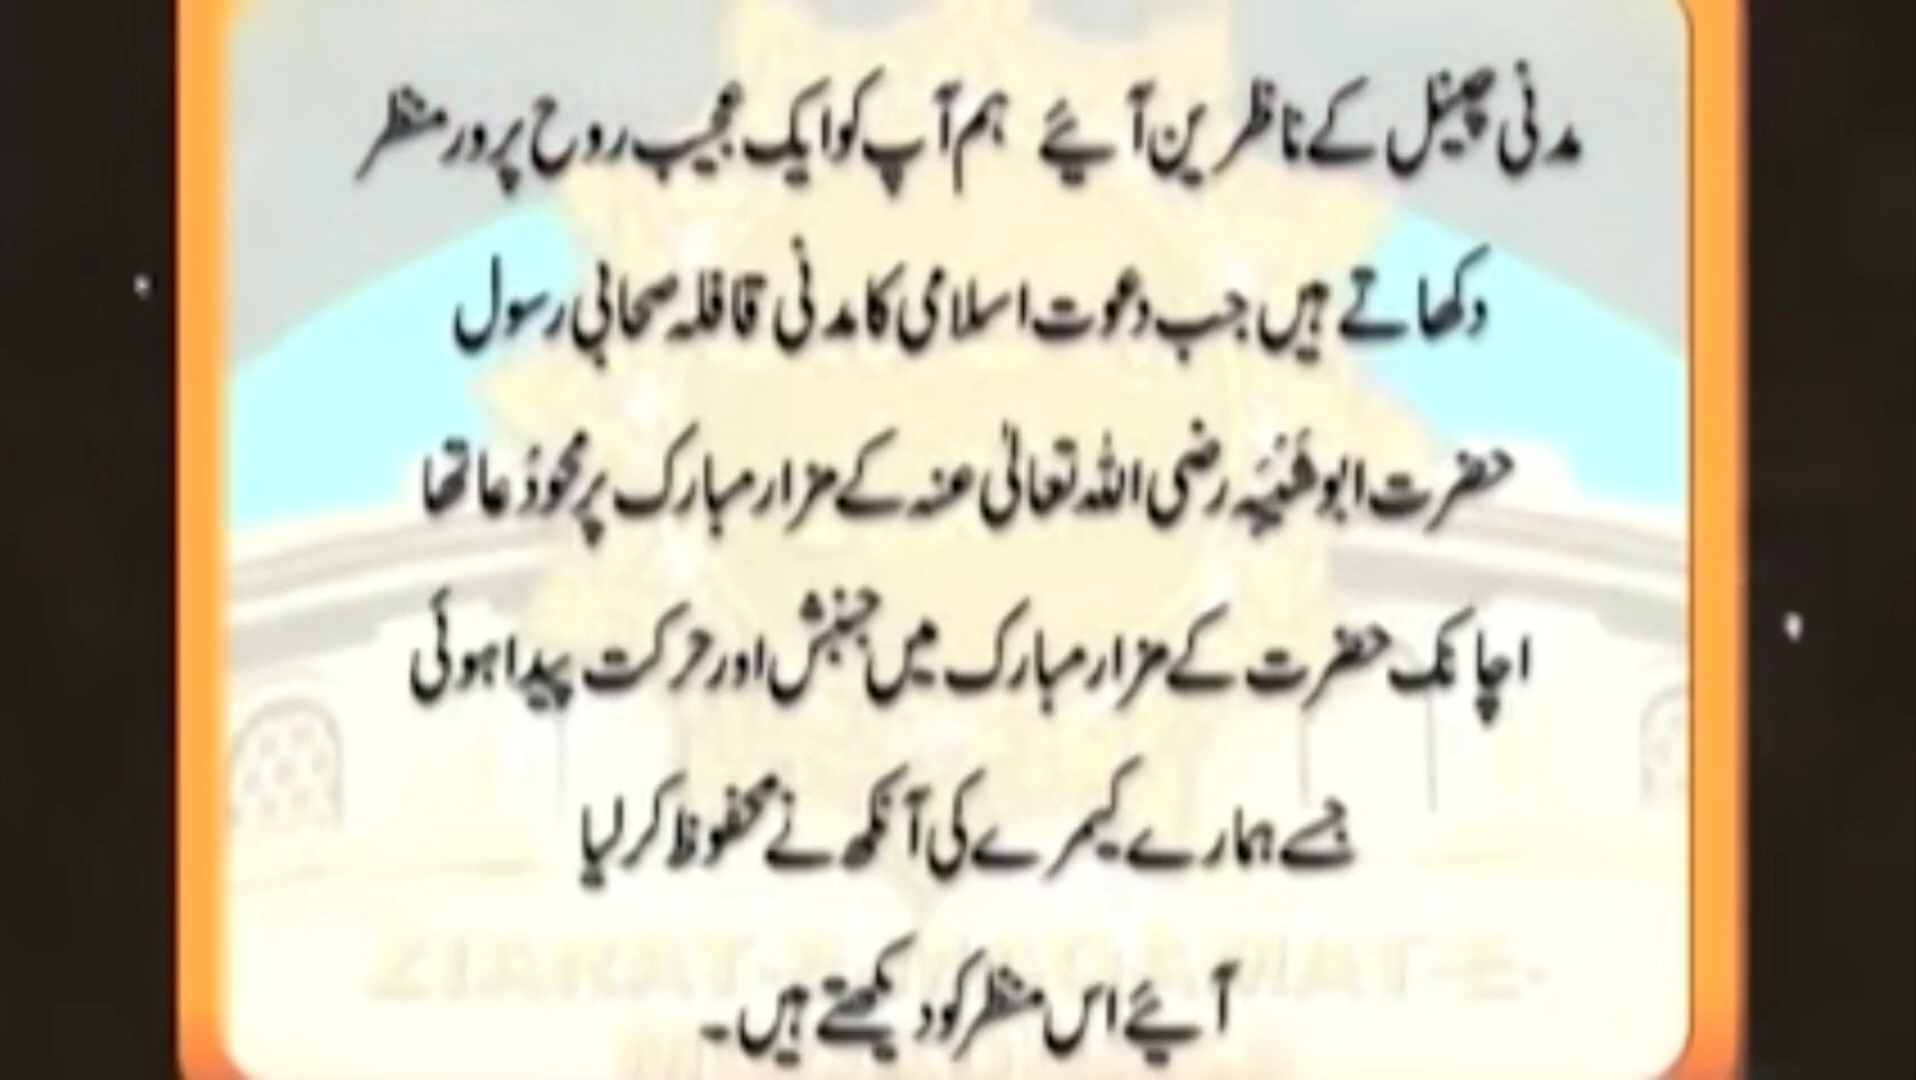 مدنی چینل کے ناظرین آیئے ہم آپ کو ایک عجیب روح پرور منظر
دکھاتے ہیں جب دعوت اسلامی کا مدنی قافلہ صحابی رسول
حضرت ابو رضی اللہ تعالیٰ عنہ کے مزار مبارک پر محوِ دُعا تھا
اچانک حضرت کے مزار مبارک میں جنبش اور حرکت پیدا ہوئی
جسے ہمارے کیمرے کی آنکھ نے محفوظ کر لیا
آیئے اس منظر کو دیکھتے ہیں۔